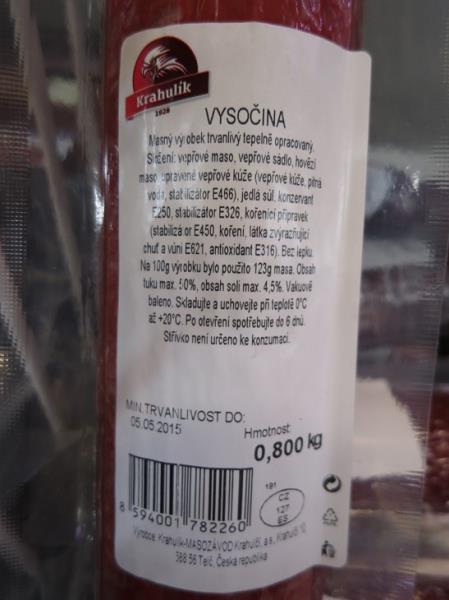 Krahulík
1928
VYSOČINA
Masný výrobek trvanlivý tepelně opracovaný.
Složení: vepřové maso, vepřové sádlo, hovězí
maso, upravené vepřové kůže (vepřové kůže, pitná
voda, stabilizátor E466), jedlá sůl, konzervant
E250, stabilizátor E326, kořenící přípravek
(stabilizátor E450, koření, látka zvýrazňující
chuť a vůni E621, antioxidant E316). Bez lepku.
Na 100g výrobku bylo použito 123g masa. Obsah
tuku max. 50%, obsah soli max. 4,5%. Vakuově
baleno. Skladujte a uchovejte při teplotě 0°C
až +20°C. Po otevření spotřebujte do 6 dnů.
Střívko není určeno ke konzumaci.
MIN.TRVANLIVOST DO:
05.05.2015
Hmotnost:
0,800 kg
191
CZ
127
ES
8 594001 782260
Výrobce: Krahulík-MASOZÁVOD Krahulčí, a.s., Krahulčí 10,
588 56 Telč, Česká republika